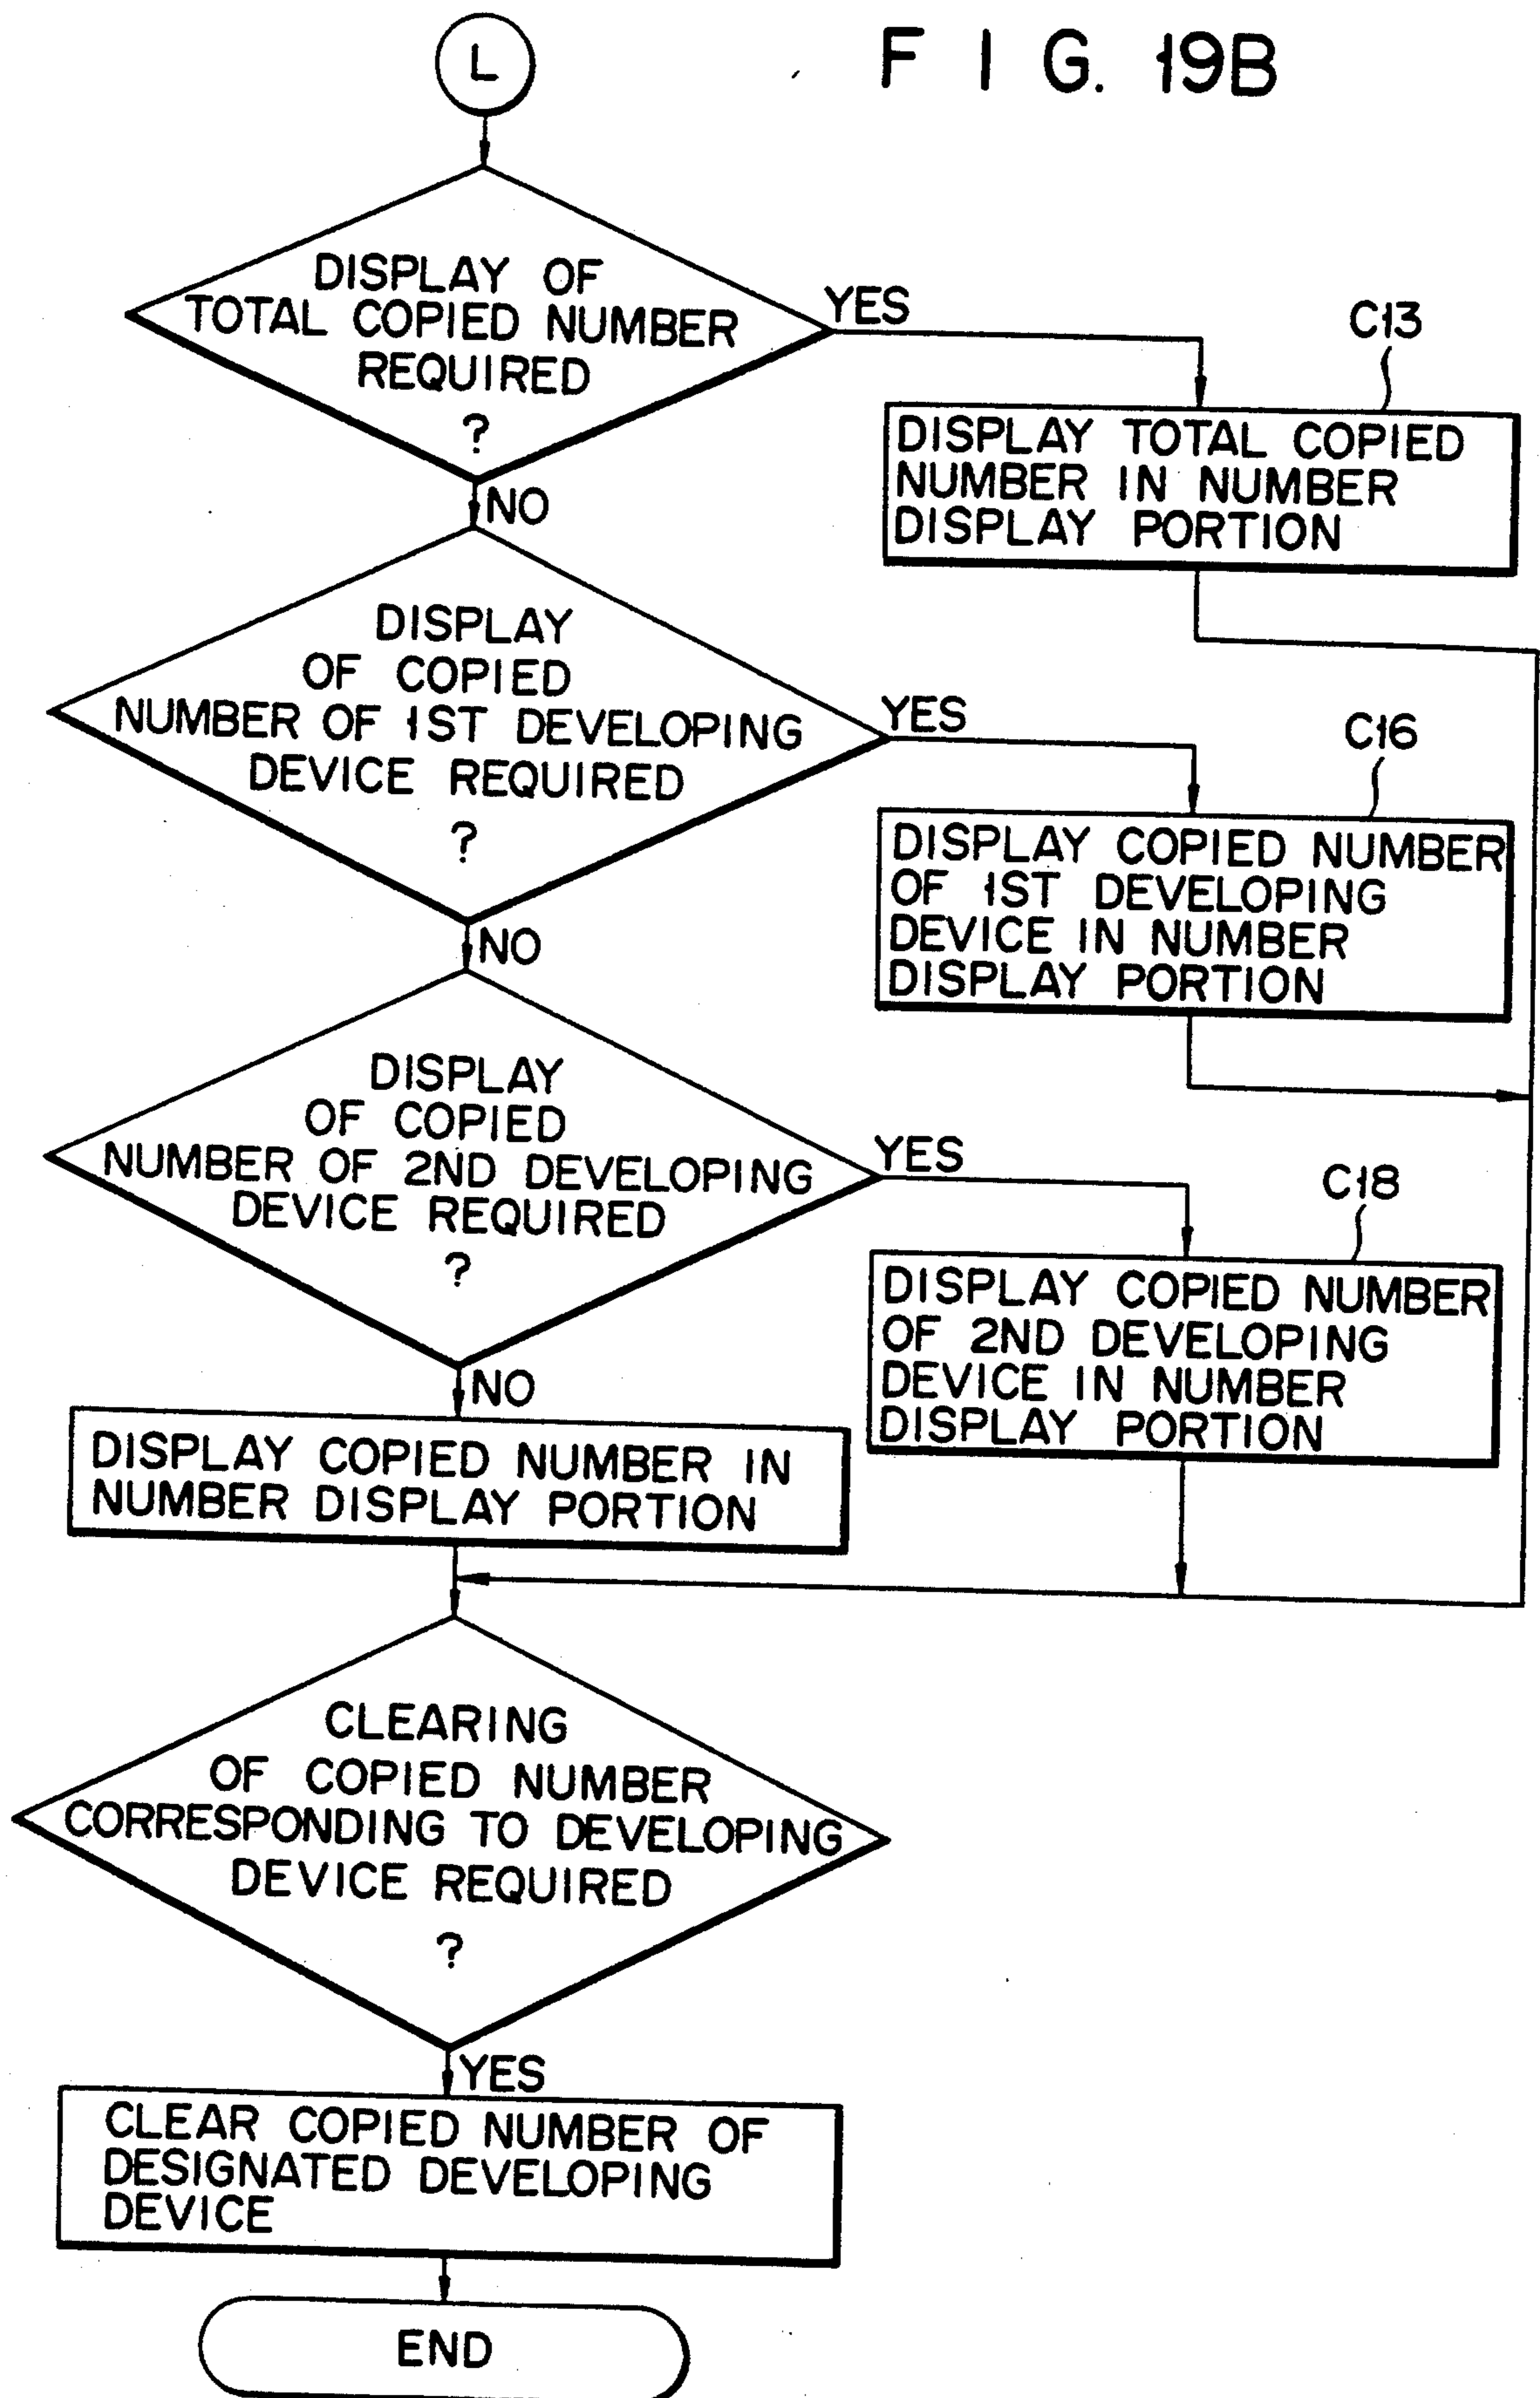 L
F I G. 19B
DISPLAY OF
TOTAL COPIED NUMBER
REQUIRED
?
YES
C13
DISPLAY TOTAL COPIED
NUMBER IN NUMBER
DISPLAY PORTION
NO
DISPLAY
OF COPIED
NUMBER OF 1ST DEVELOPING
DEVICE REQUIRED
?
YES
C16
DISPLAY COPIED NUMBER
OF 1ST DEVELOPING
DEVICE IN NUMBER
DISPLAY PORTION
NO
DISPLAY
OF COPIED
NUMBER OF 2ND DEVELOPING
DEVICE REQUIRED
?
YES
C18
DISPLAY COPIED NUMBER
OF 2ND DEVELOPING
DEVICE IN NUMBER
DISPLAY PORTION
NO
DISPLAY COPIED NUMBER IN
NUMBER DISPLAY PORTION
CLEARING
OF COPIED NUMBER
CORRESPONDING TO DEVELOPING
DEVICE REQUIRED
?
YES
CLEAR COPIED NUMBER OF
DESIGNATED DEVELOPING
DEVICE
END